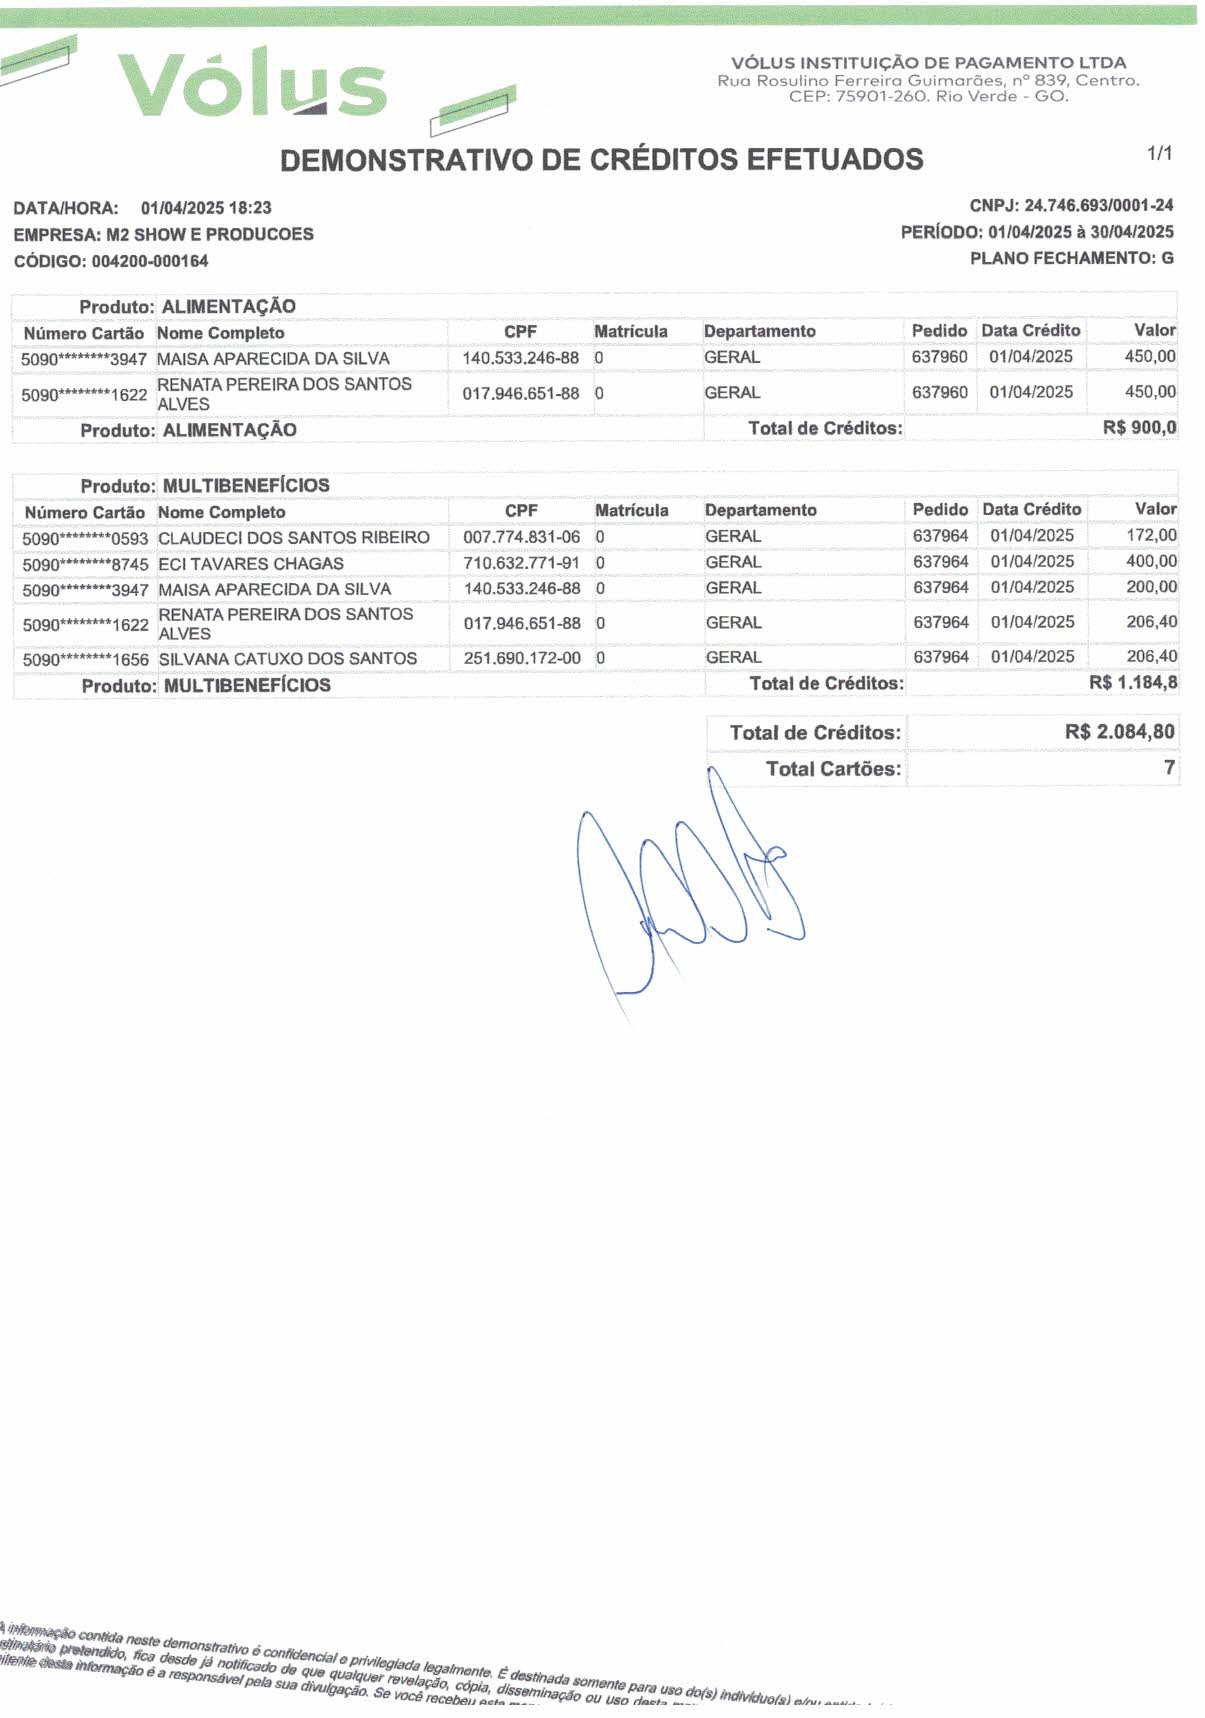 Vólus
VÓLUS INSTITUIÇÃO DE PAGAMENTO LTDA
Rua Rosulino Ferreira Guimarães, nº 839, Centro.
CEP: 75901-260. Rio Verde - GO.
DEMONSTRATIVO DE CRÉDITOS EFETUADOS
1/1
DATA/HORA: 01/04/2025 18:23
CNPJ: 24.746.693/0001-24
EMPRESA: M2 SHOW E PRODUCOES
PERÍODO: 01/04/2025 à 30/04/2025
CÓDIGO: 004200-000164
PLANO FECHAMENTO: G
Produto: ALIMENTAÇÃO
Número Cartão Nome Completo CPF Matrícula Departamento Pedido Data Crédito Valor
5090********3947 MAISA APARECIDA DA SILVA 140.533.246-88 0 GERAL 637960 01/04/2025 450,00
5090********1622 RENATA PEREIRA DOS SANTOS ALVES 017.946.651-88 0 GERAL 637960 01/04/2025 450,00
Produto: ALIMENTAÇÃO Total de Créditos: R$ 900,0
Produto: MULTIBENEFÍCIOS
Número Cartão Nome Completo CPF Matrícula Departamento Pedido Data Crédito Valor
5090********0593 CLAUDECI DOS SANTOS RIBEIRO 007.774.831-06 0 GERAL 637964 01/04/2025 172,00
5090********8745 ECI TAVARES CHAGAS 710.632.771-91 0 GERAL 637964 01/04/2025 400,00
5090********3947 MAISA APARECIDA DA SILVA 140.533.246-88 0 GERAL 637964 01/04/2025 200,00
5090********1622 RENATA PEREIRA DOS SANTOS ALVES 017.946.651-88 0 GERAL 637964 01/04/2025 206,40
5090********1656 SILVANA CATUXO DOS SANTOS 251.690.172-00 0 GERAL 637964 01/04/2025 206,40
Produto: MULTIBENEFÍCIOS Total de Créditos: R$ 1.184,8
Total de Créditos: R$ 2.084,80
Total Cartões: 7
A informação contida neste demonstrativo é confidencial e privilegiada legalmente. É destinada somente para uso do(s) indivíduo(s) e/ou
pretendido, fica desde já notificado de que qualquer revelação, cópia, disseminação ou uso desta
desta informação é a responsável pela sua divulgação. Se você recebeu